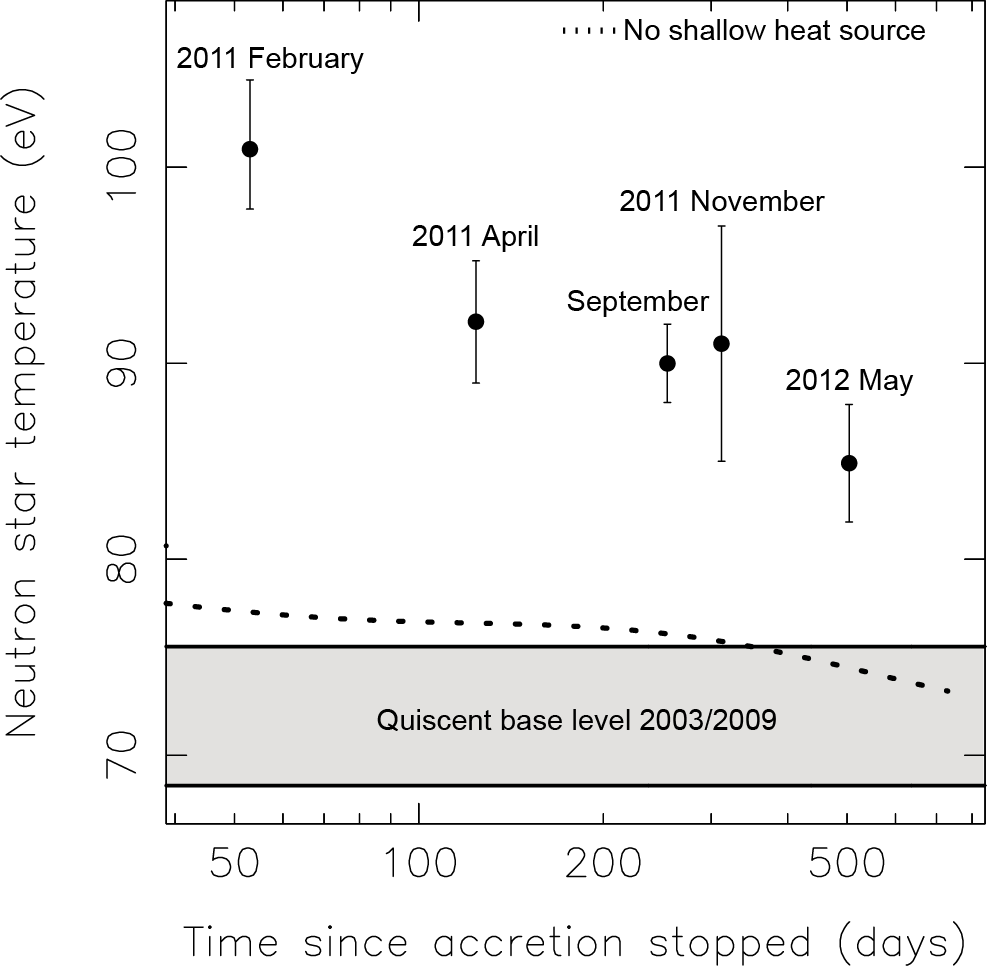 No shallow heat source
2011 February
2011 November
2011 April
September
2012 May
Quiscent base level 2003/2009
Neutron star temperature (eV)
100
90
80
70
50 100 200 500
Time since accretion stopped (days)